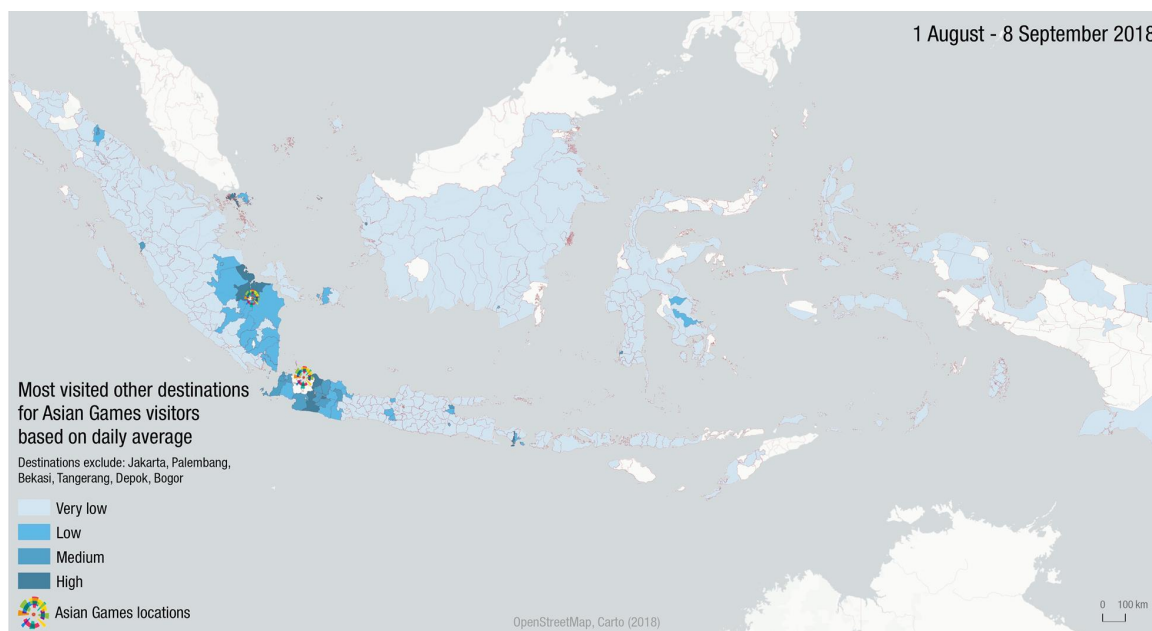 1 August - 8 September 2018
Most visited other destinations
for Asian Games visitors
based on daily average
Destinations exclude: Jakarta, Palembang,
Bekasi, Tangerang, Depok, Bogor
Very low
Low
Medium
High
Asian Games locations
OpenStreetMap, Carto (2018)
0 100 km